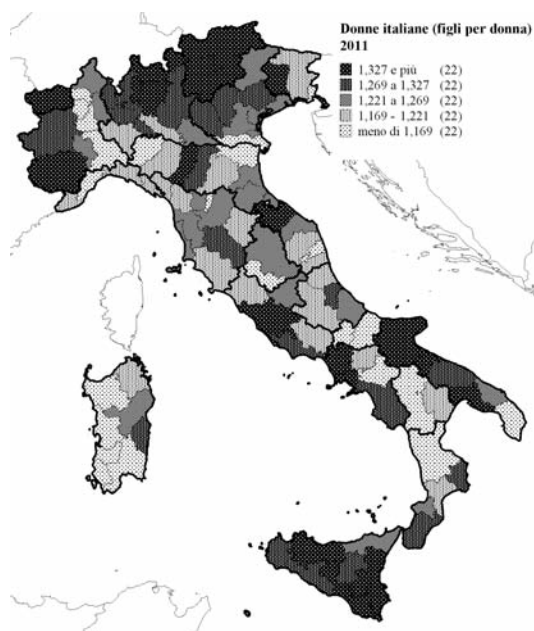 Donne italiane (figli per donna)
2011
1,327 e più (22)
1,269 a 1,327 (22)
1,221 a 1,269 (22)
1,169 - 1,221 (22)
meno di 1,169 (22)